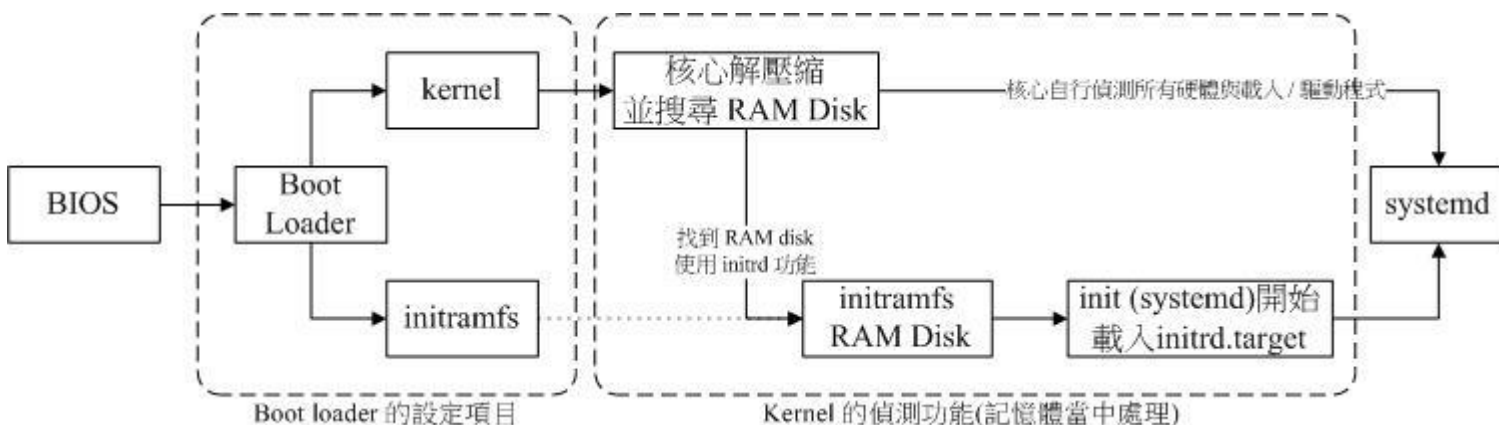 BIOS
Boot
Loader
kernel
initramfs
Boot loader 的設定項目
核心解壓縮
並搜尋 RAM Disk
核心自行偵測所有硬體與載入 / 驅動程式
找到 RAM disk
使用 initrd 功能
initramfs
RAM Disk
init (systemd)開始
載入initrd.target
systemd
Kernel 的偵測功能(記憶體當中處理)